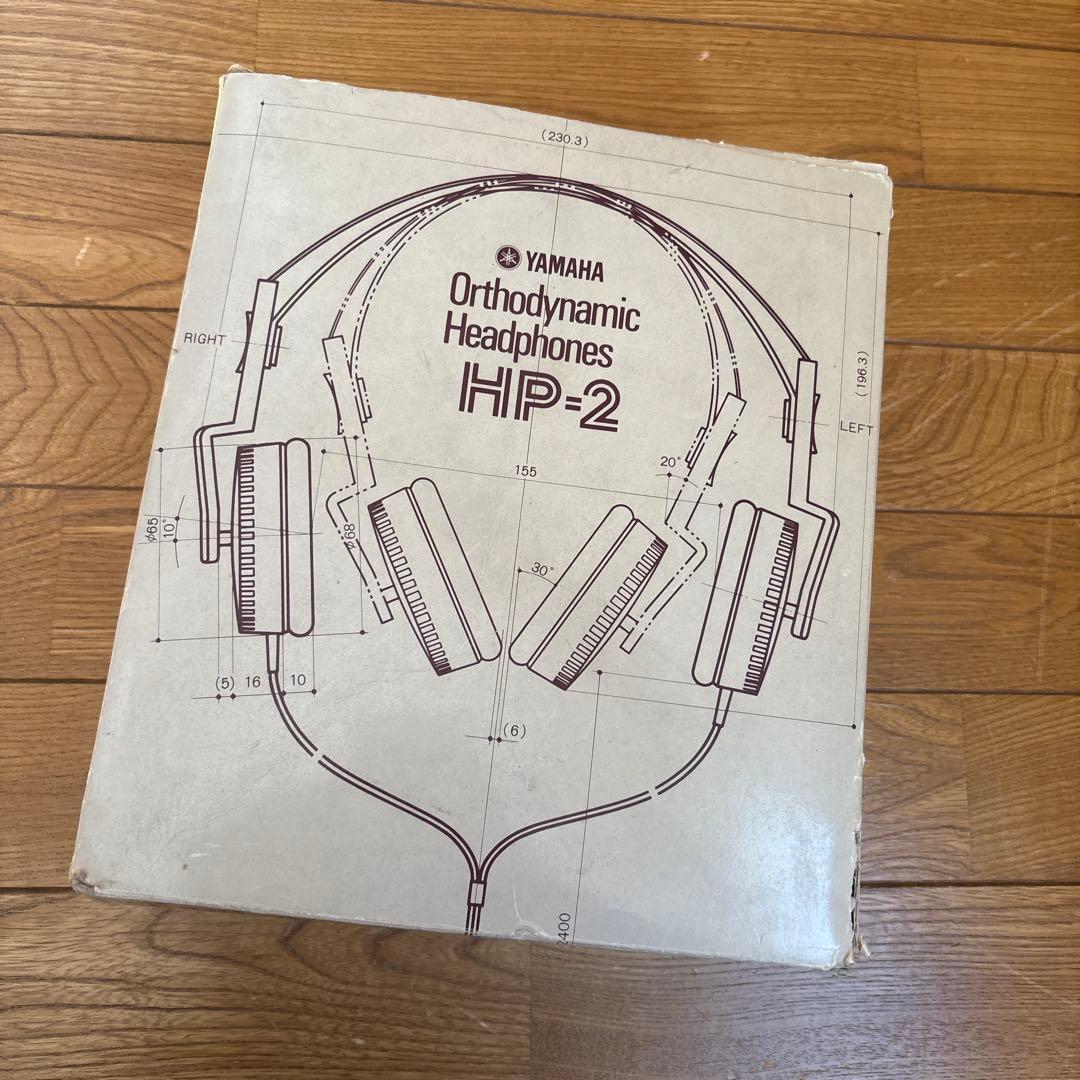 (230.3)
YAMAHA
Orthodynamic
Headphones
HP-2
RIGHT
(196.3)
LEFT
155
20°
φ65
10°
φ68
30°
(5) 16 10
(6)
2400